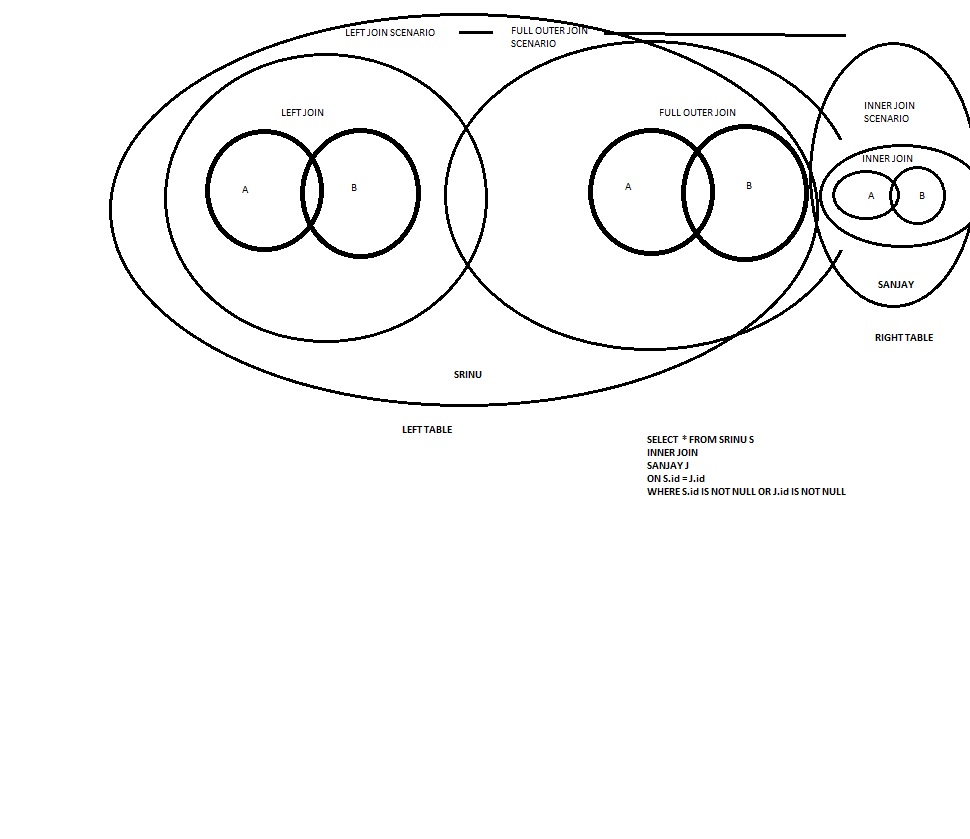 LEFT JOIN SCENARIO
FULL OUTER JOIN
SCENARIO
INNER JOIN
SCENARIO
LEFT JOIN
FULL OUTER JOIN
INNER JOIN
A
B
A
B
A
B
SANJAY
RIGHT TABLE
SRINU
LEFT TABLE
SELECT * FROM SRINU S
INNER JOIN
SANJAY J
ON S.id = J.id
WHERE S.id IS NOT NULL OR J.id IS NOT NULL